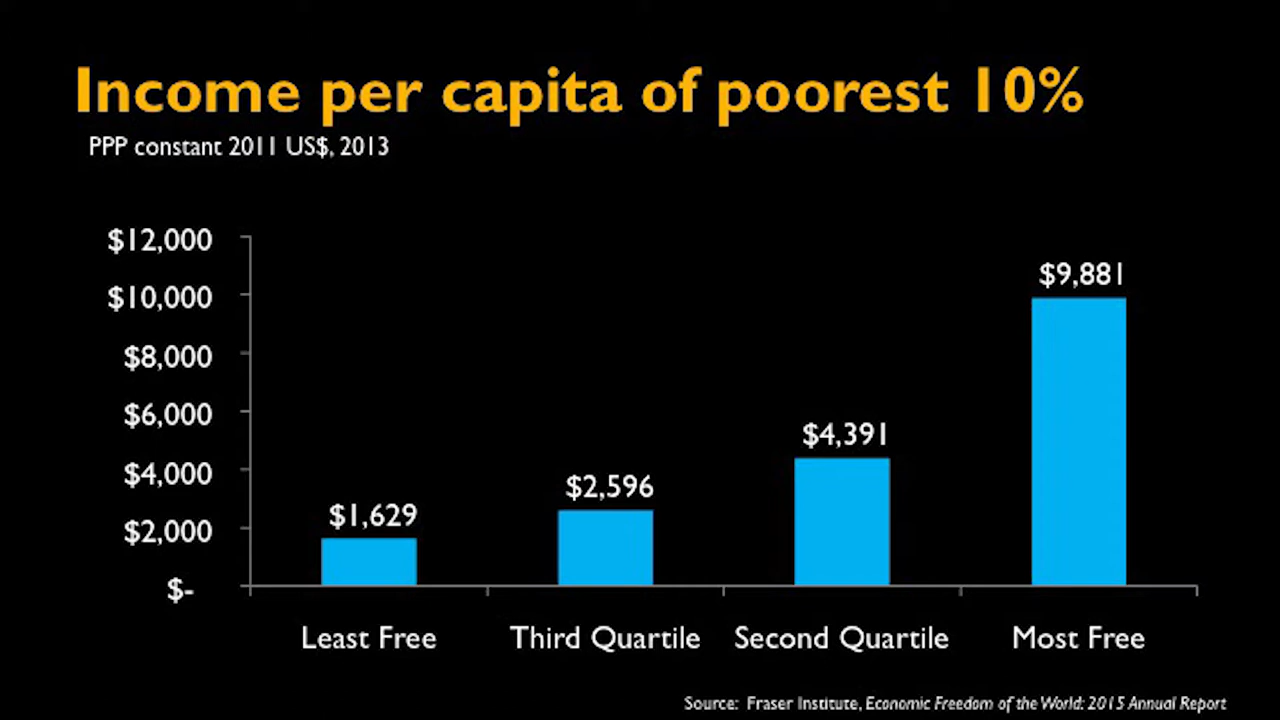 Income per capita of poorest 10%
PPP constant 2011 US$, 2013
$12,000
$10,000
$8,000
$6,000
$4,000
$2,000
$-
$1,629
$2,596
$4,391
$9,881
Least Free
Third Quartile
Second Quartile
Most Free
Source: Fraser Institute, Economic Freedom of the World: 2015 Annual Report